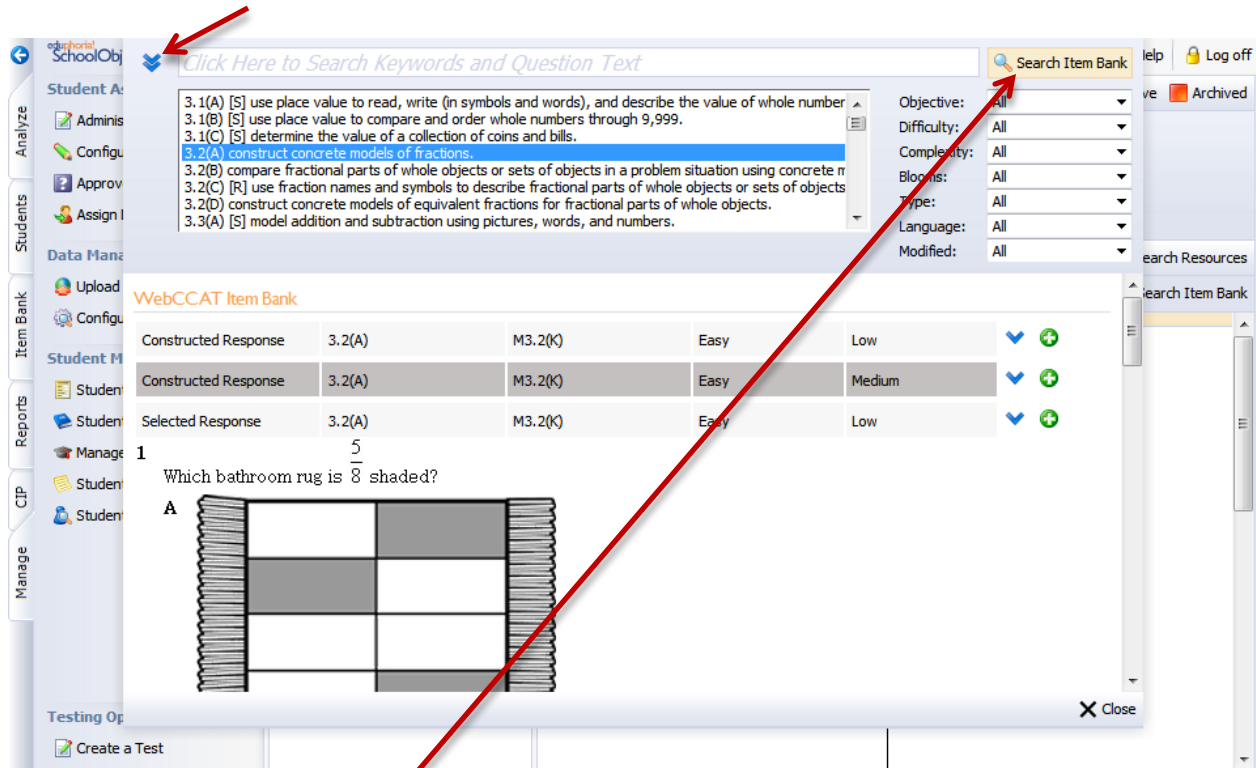 eduphoria!
SchoolObj
Click Here to Search Keywords and Question Text
Search Item Bank
elp
Log off
Student As
Adminis
Configu
Approv
Assign
Data Mana
Upload
Configu
Student M
Student
Student
Manage
Student
Student
Testing Op
Create a Test
Analyze
Students
Item Bank
Reports
CIP
Manage
3.1(A) [S] use place value to read, write (in symbols and words), and describe the value of whole number
3.1(B) [S] use place value to compare and order whole numbers through 9,999.
3.1(C) [S] determine the value of a collection of coins and bills.
3.2(A) construct concrete models of fractions.
3.2(B) compare fractional parts of whole objects or sets of objects in a problem situation using concrete m
3.2(C) [R] use fraction names and symbols to describe fractional parts of whole objects or sets of objects
3.2(D) construct concrete models of equivalent fractions for fractional parts of whole objects.
3.3(A) [S] model addition and subtraction using pictures, words, and numbers.
Objective: All
Difficulty: All
Complexity: All
Blooms: All
Type: All
Language: All
Modified: All
ve
Archived
earch Resources
Search Item Bank
WebCCAT Item Bank
Constructed Response 3.2(A) M3.2(K) Easy Low
Constructed Response 3.2(A) M3.2(K) Easy Medium
Selected Response 3.2(A) M3.2(K) Easy Low
1
Which bathroom rug is 5/8 shaded?
A
Close